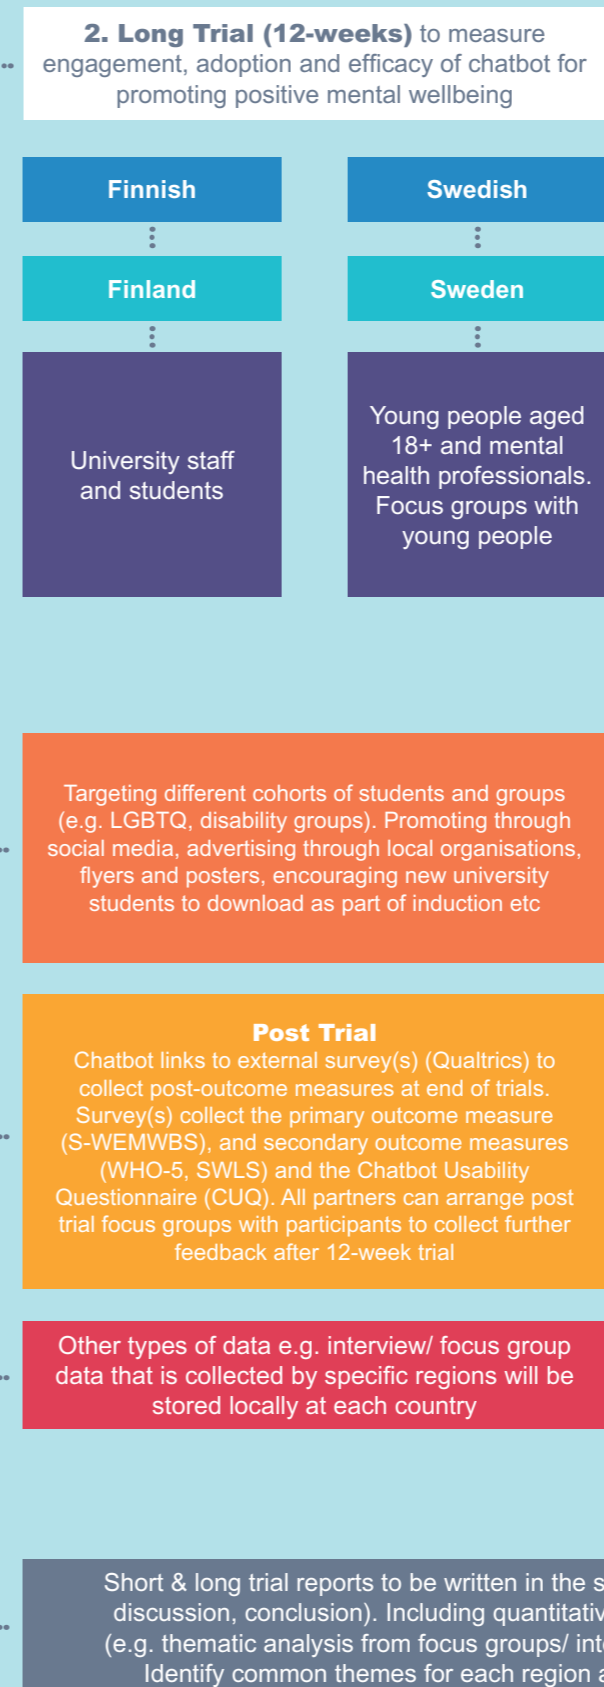 2. Long Trial (12-weeks) to measure
engagement, adoption and efficacy of chatbot for
promoting positive mental wellbeing
Finnish
Swedish
Finland
Sweden
University staff
and students
Young people aged
18+ and mental
health professionals.
Focus groups with
young people
Targeting different cohorts of students and groups
(e.g. LGBTQ, disability groups). Promoting through
social media, advertising through local organisations,
flyers and posters, encouraging new university
students to download as part of induction etc
Post Trial
Chatbot links to external survey(s) (Qualtrics) to
collect post-outcome measures at end of trials.
Survey(s) collect the primary outcome measure
(S-WEMWBS), and secondary outcome measures
(WHO-5, SWLS) and the Chatbot Usability
Questionnaire (CUQ). All partners can arrange post
trial focus groups with participants to collect further
feedback after 12-week trial
Other types of data e.g. interview/ focus group
data that is collected by specific regions will be
stored locally at each country
Short & long trial reports to be written in the
discussion, conclusion). Including
(e.g. thematic analysis from focus groups/
Identify common themes for each region